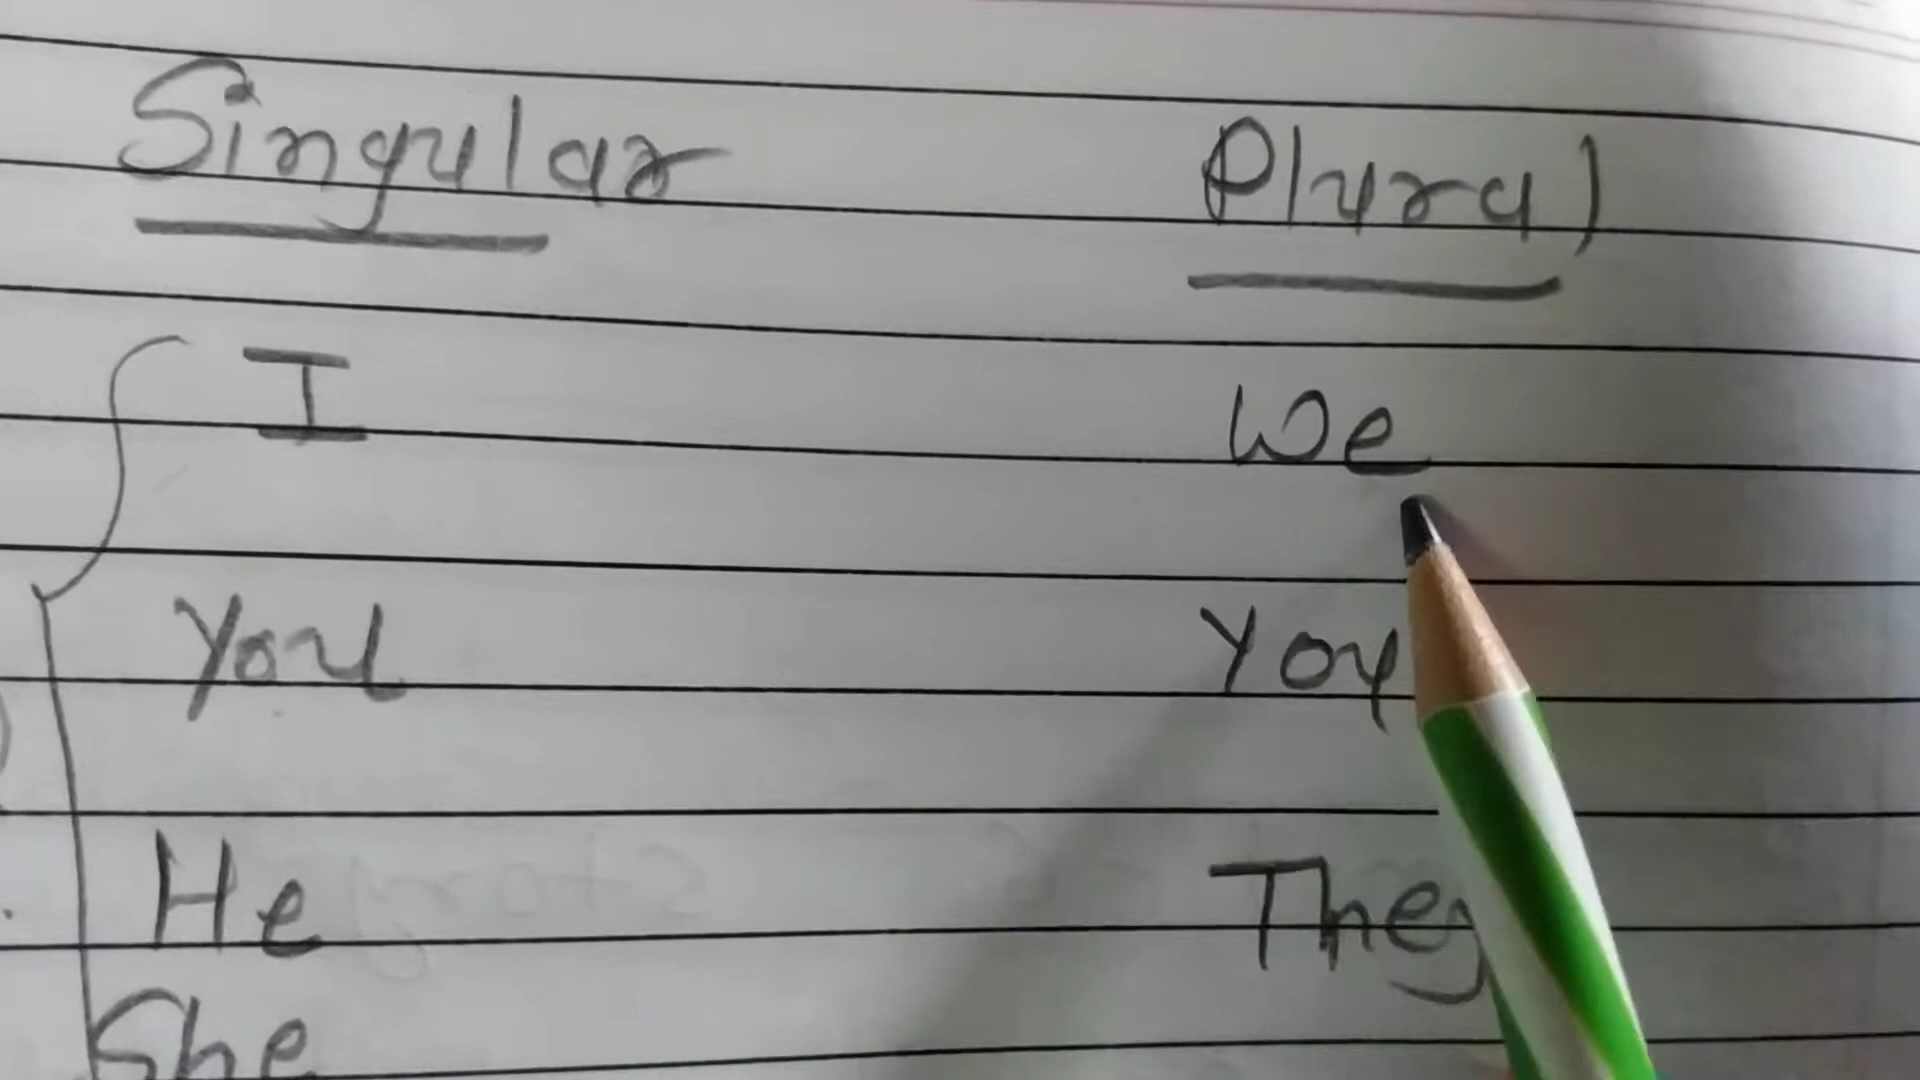 Singular Plural
I We
You You
He They
She